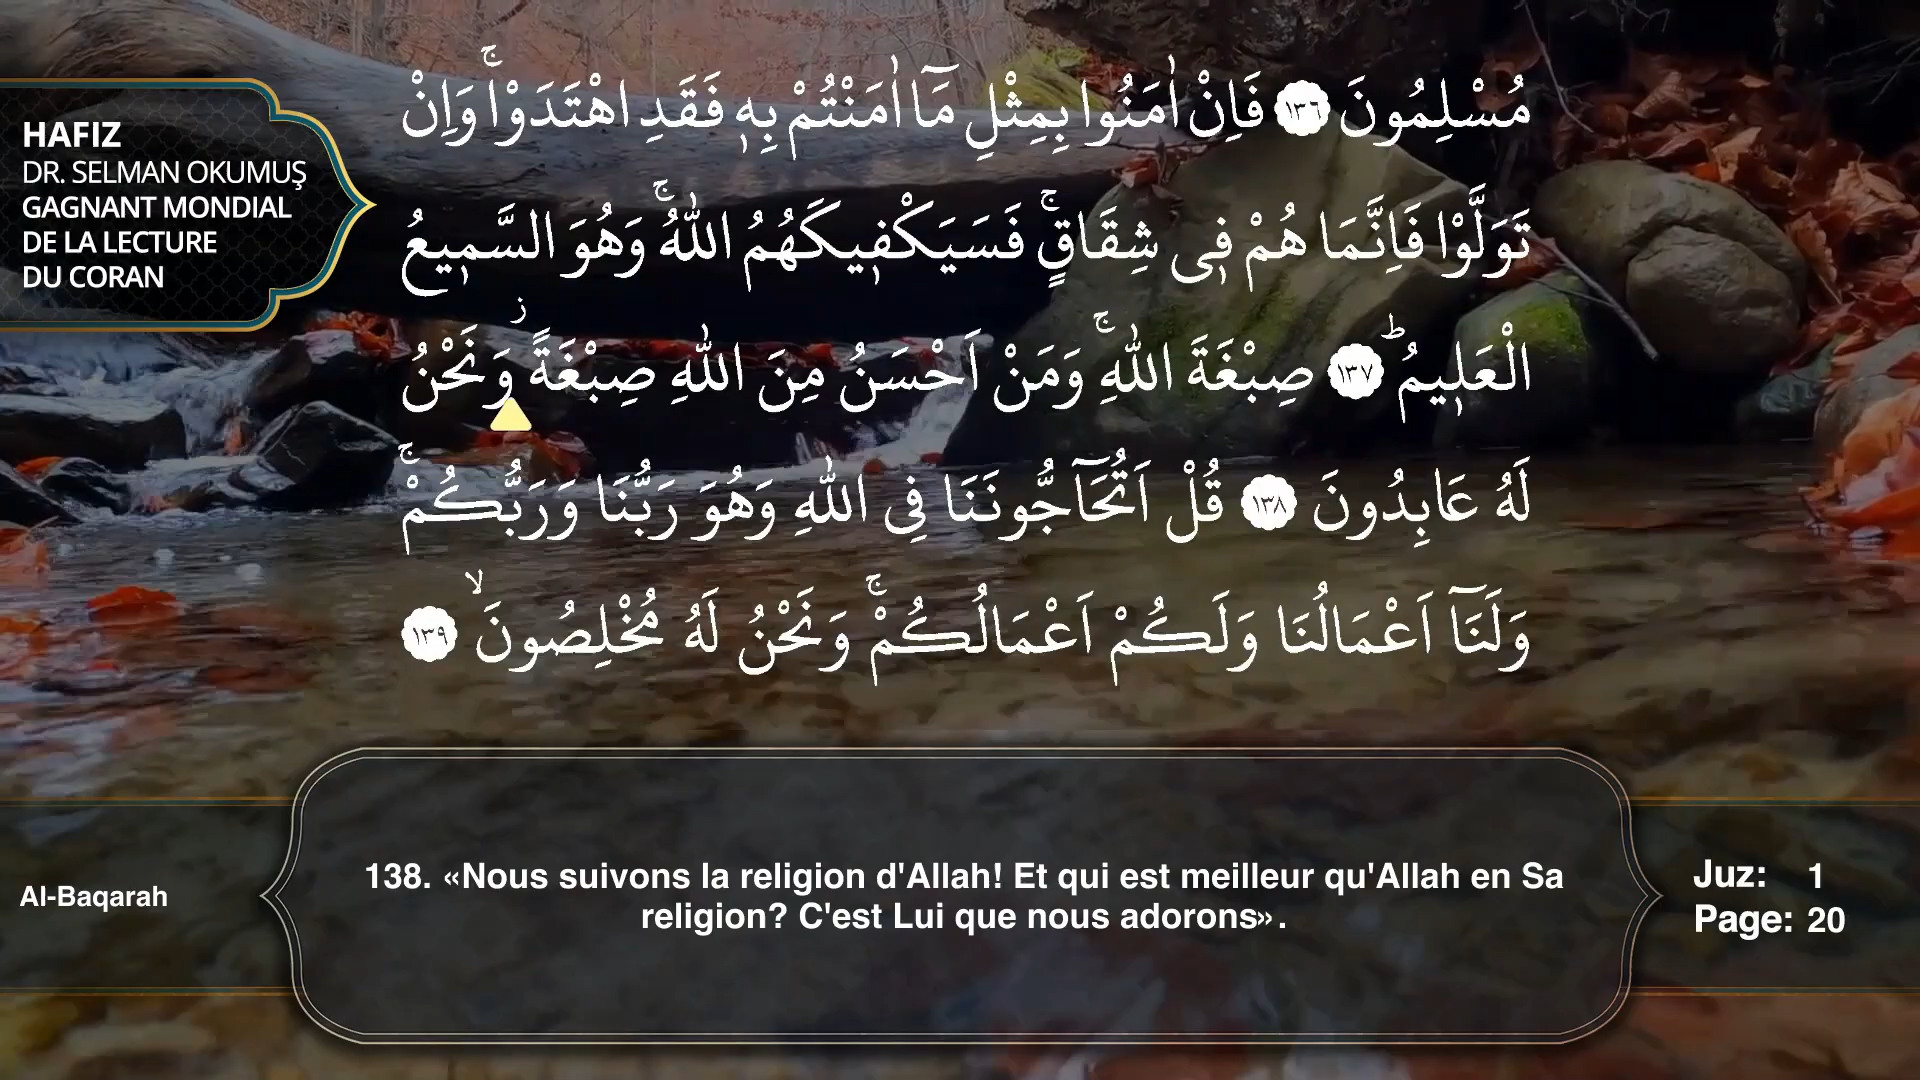 مُسْلِمُونَ ﴿١٣٦﴾ فَاِنْ اٰمَنُوا بِمِثْلِ مَٓا اٰمَنْتُمْ بِهٖ فَقَدِ اهْتَدَوْاۚ وَاِنْ
تَوَلَّوْا فَاِنَّمَا هُمْ فٖى شِقَاقٍۚ فَسَيَكْفٖيكَهُمُ اللّٰهُۚ وَهُوَ السَّمٖيعُ
الْعَلٖيمُؕ ﴿١٣٧﴾ صِبْغَةَ اللّٰهِۚ وَمَنْ اَحْسَنُ مِنَ اللّٰهِ صِبْغَةًؗ وَنَحْنُ
لَهُ عَابِدُونَ ﴿١٣٨﴾ قُلْ اَتُحَٓاجُّونَنَا فِى اللّٰهِ وَهُوَ رَبُّنَا وَرَبُّكُمْۚ
وَلَنَٓا اَعْمَالُنَا وَلَكُمْ اَعْمَالُكُمْۚ وَنَحْنُ لَهُ مُخْلِصُونَۙ ﴿١٣٩﴾
HAFIZ
DR. SELMAN OKUMUŞ
GAGNANT MONDIAL
DE LA LECTURE
DU CORAN
138. «Nous suivons la religion d'Allah! Et qui est meilleur qu'Allah en Sa
religion? C'est Lui que nous adorons».
Al-Baqarah
Juz: 1
Page: 20